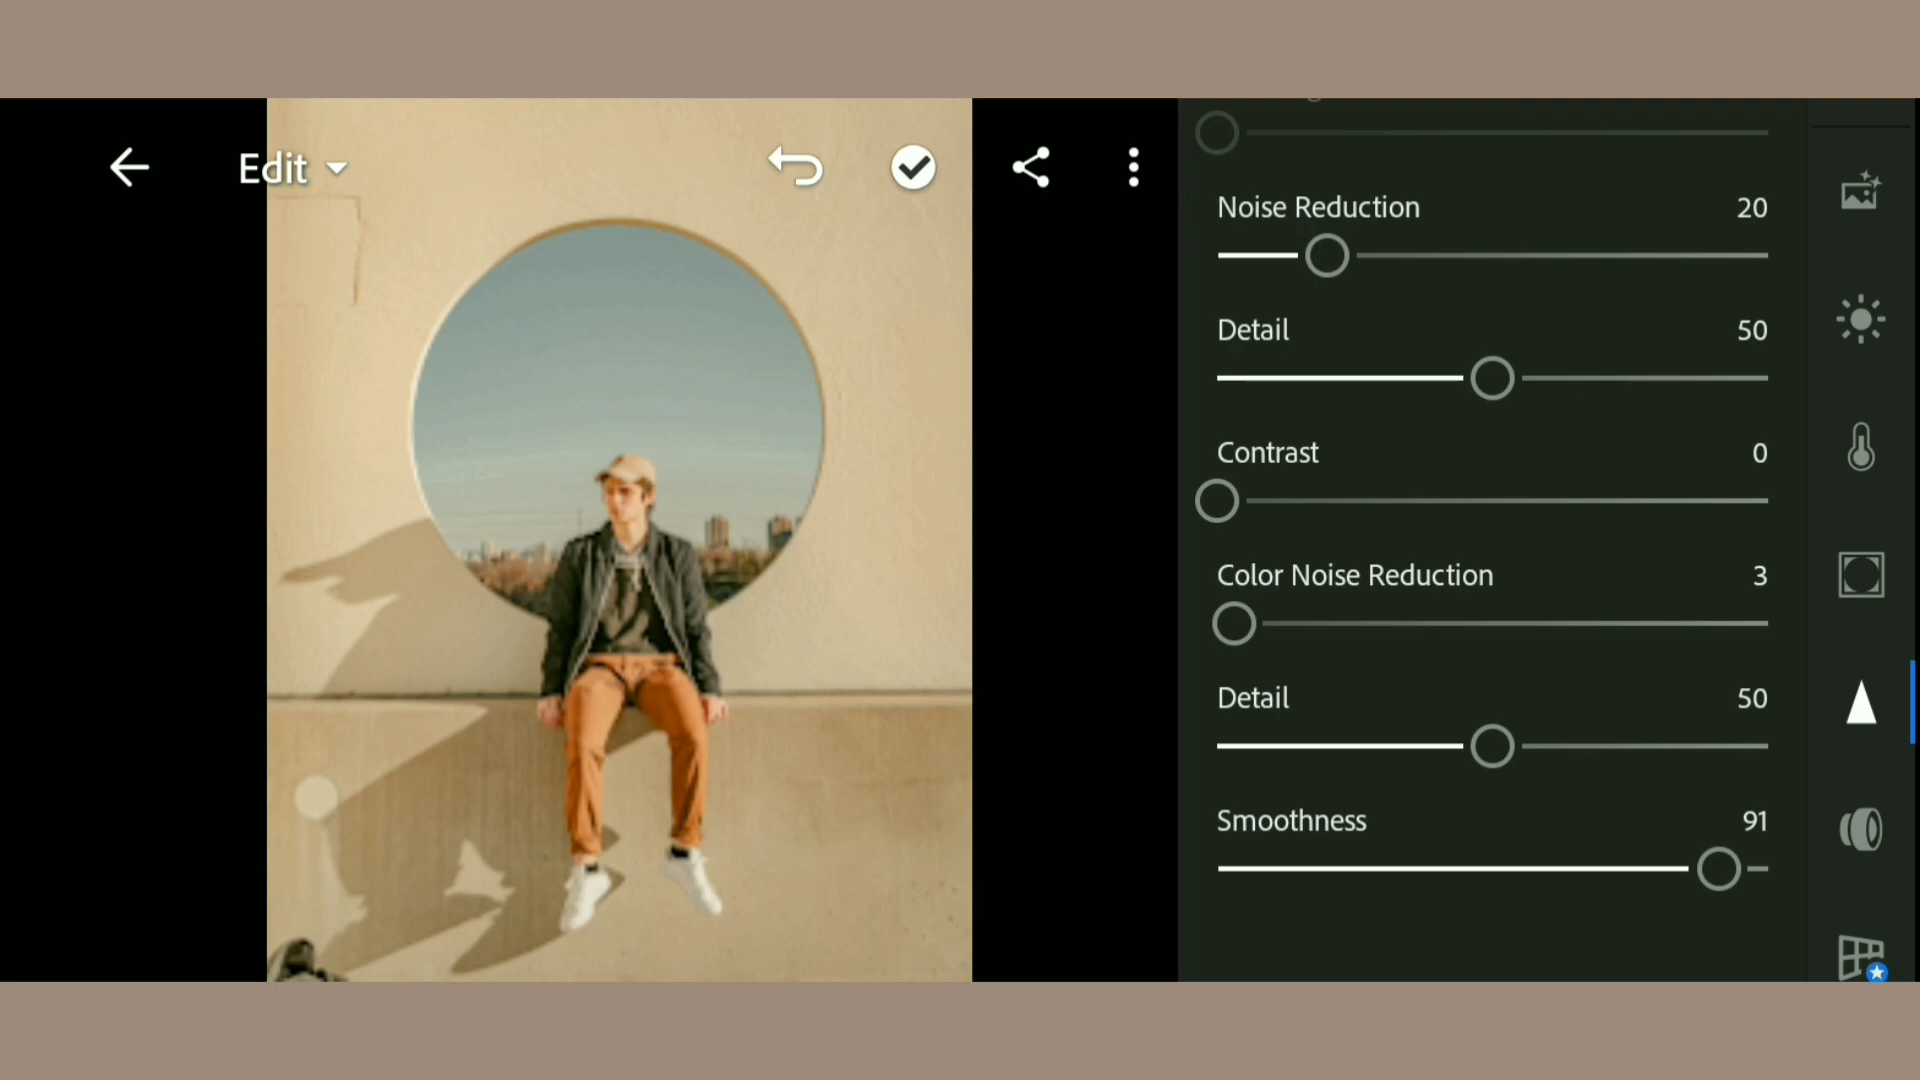 Edit
Noise Reduction 20
Detail 50
Contrast 0
Color Noise Reduction 3
Detail 50
Smoothness 91